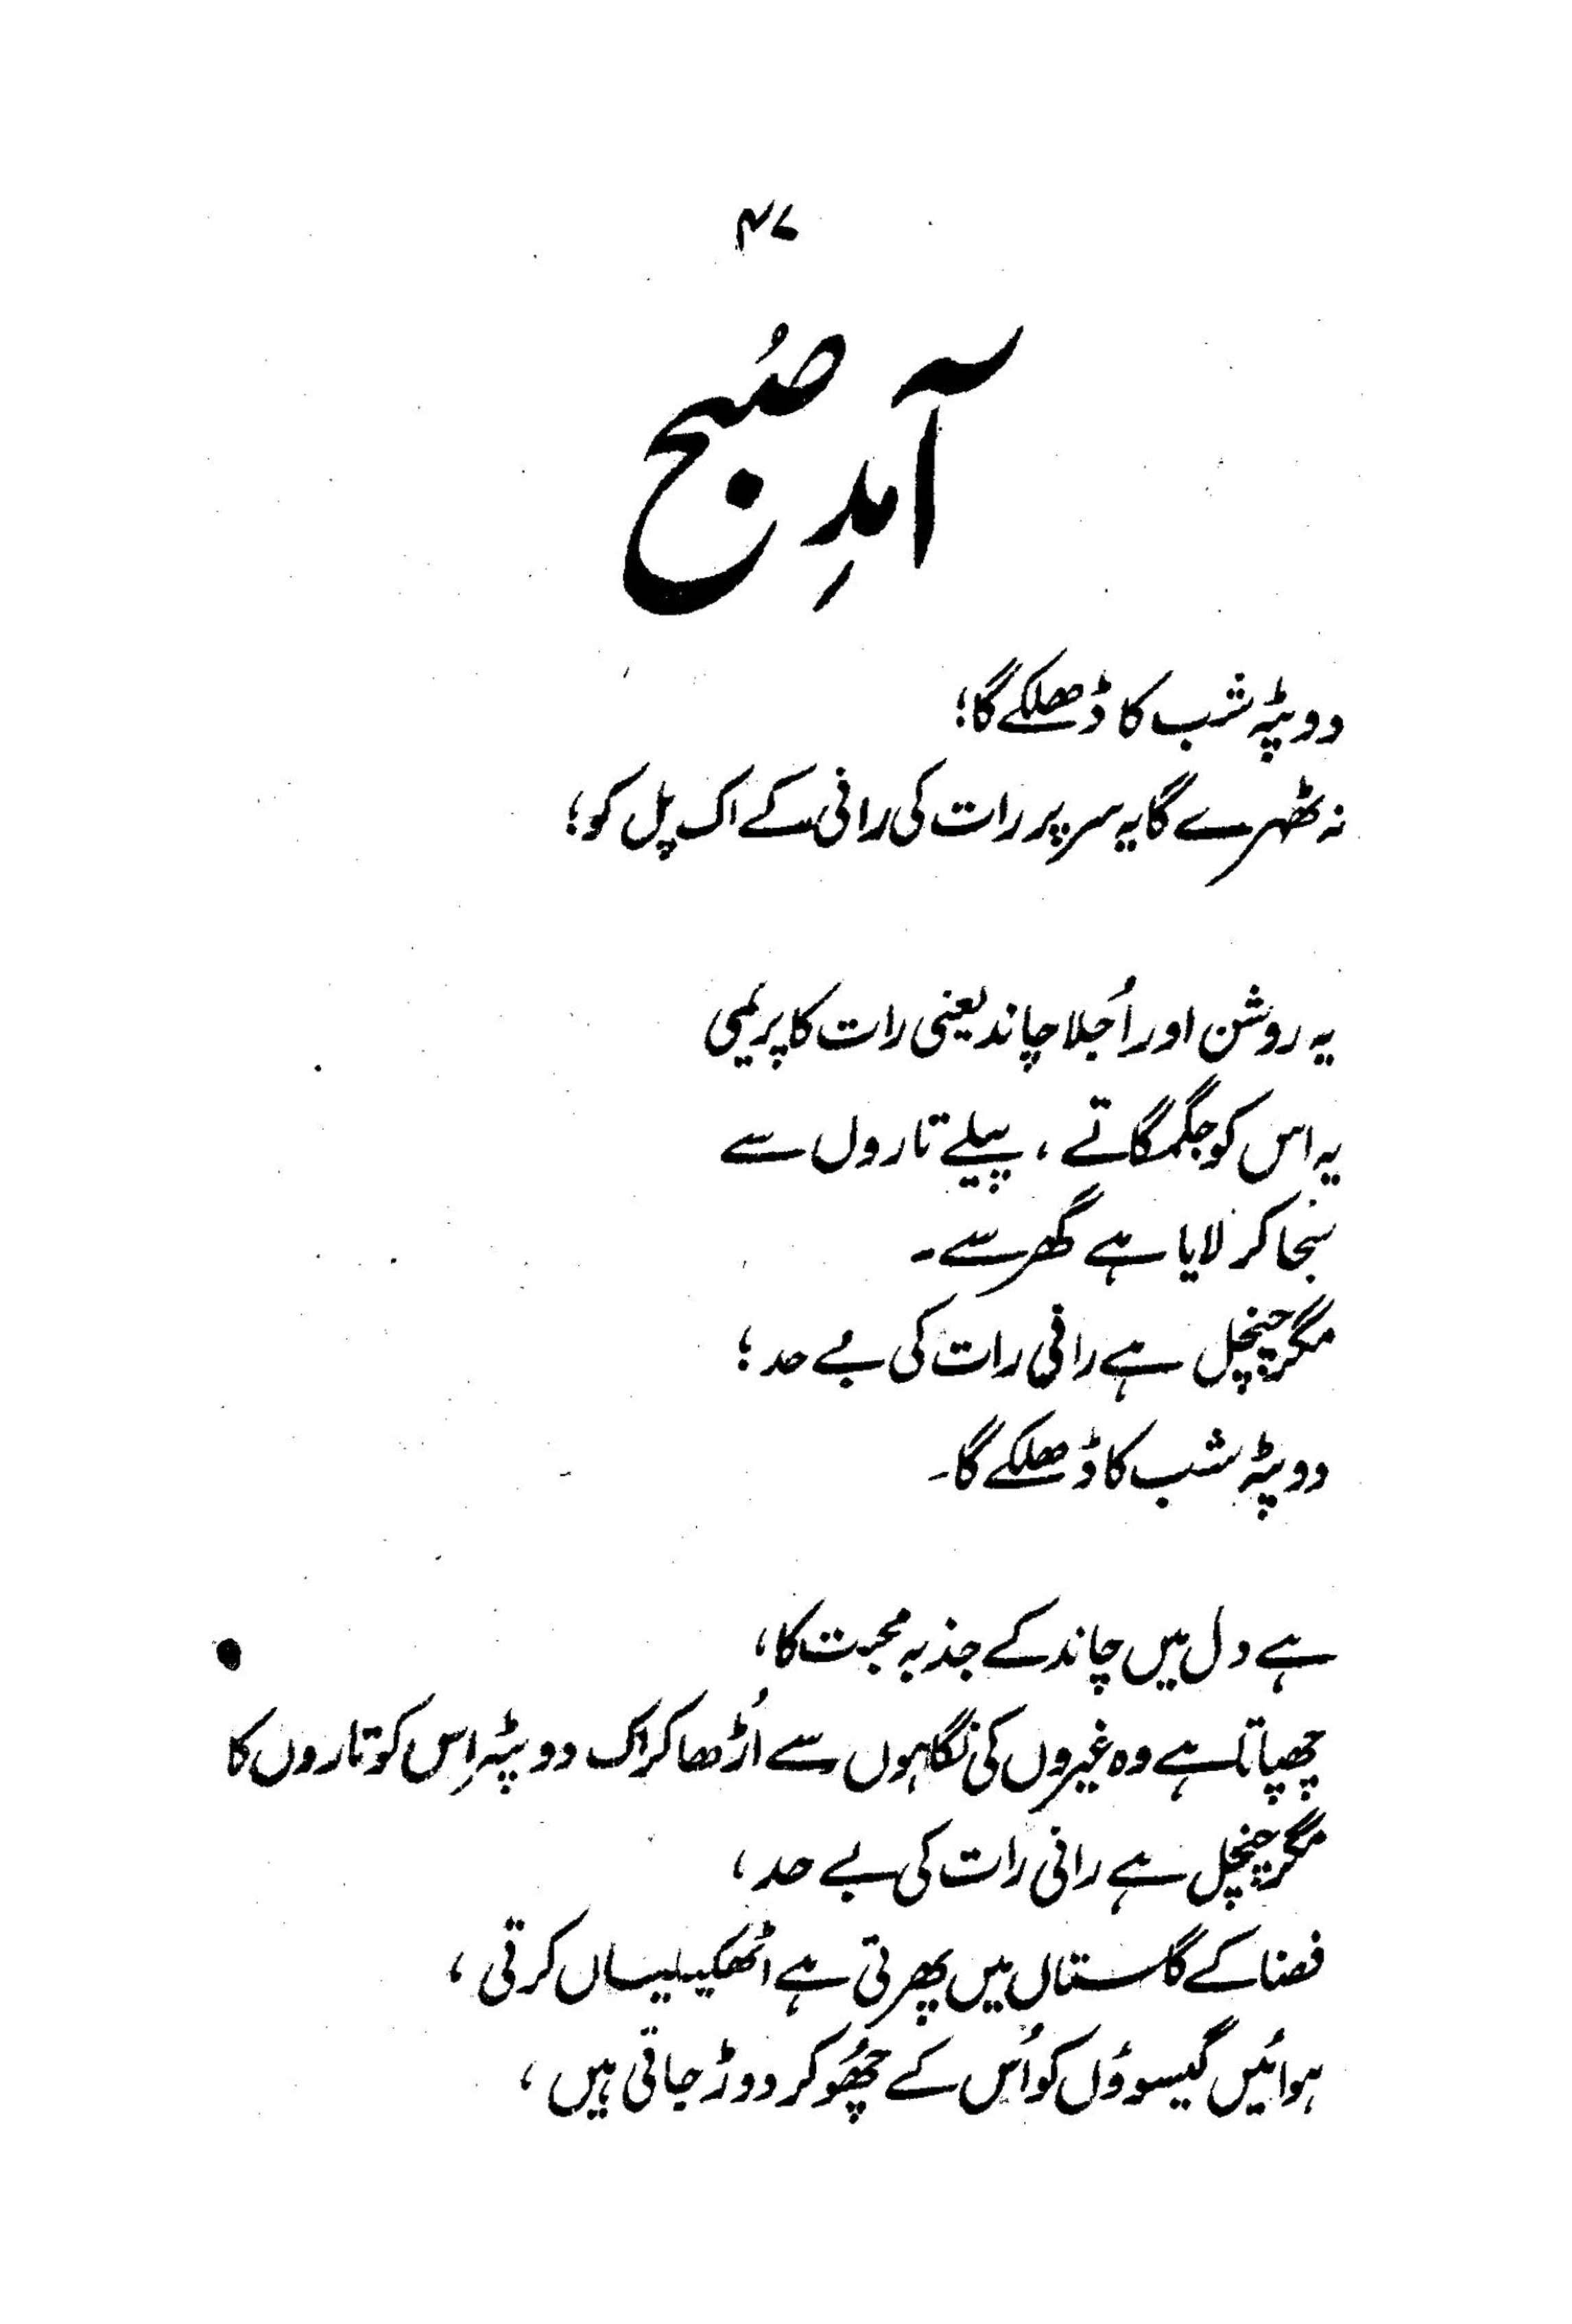 ۴۷
آمدِ صُبح
دوپٹہ شب کا ڈھلکے گا؛
نہ ٹھہرے گا یہ سر پر رات کی رانی کے اک پل کو؛
یہ روشن اور اُجلا چاند یعنی رات کا پریمی
یہ اس کو جگمگاتے، پیلے تاروں سے
سجا کر لایا ہے گھر سے۔
مگر چنچل ہے رانی رات کی بے حد؛
دوپٹہ شب کا ڈھلکے گا۔
ہے دل میں چاند کے جذبہ محبت کا،
چھپاتا ہے وہ غیروں کی نگاہوں سے اُڑھا کر اک دوپٹہ اِس کو تاروں کا
مگر چنچل ہے رانی رات کی بے حد،
فضا کے گلستاں میں پھرتی ہے اٹھکیلیاں کرتی،
ہوائیں گیسوؤں کو اُس کے چھُو کر دوڑ جاتی ہیں،